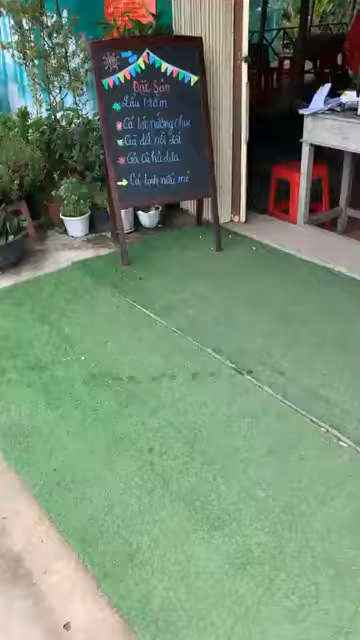 Đặc Sản
Lẩu Mắm
Cá lóc nướng chui
Gà đốt nồi đất
Gỏi củ hủ dừa
Cá linh nấu mẻ